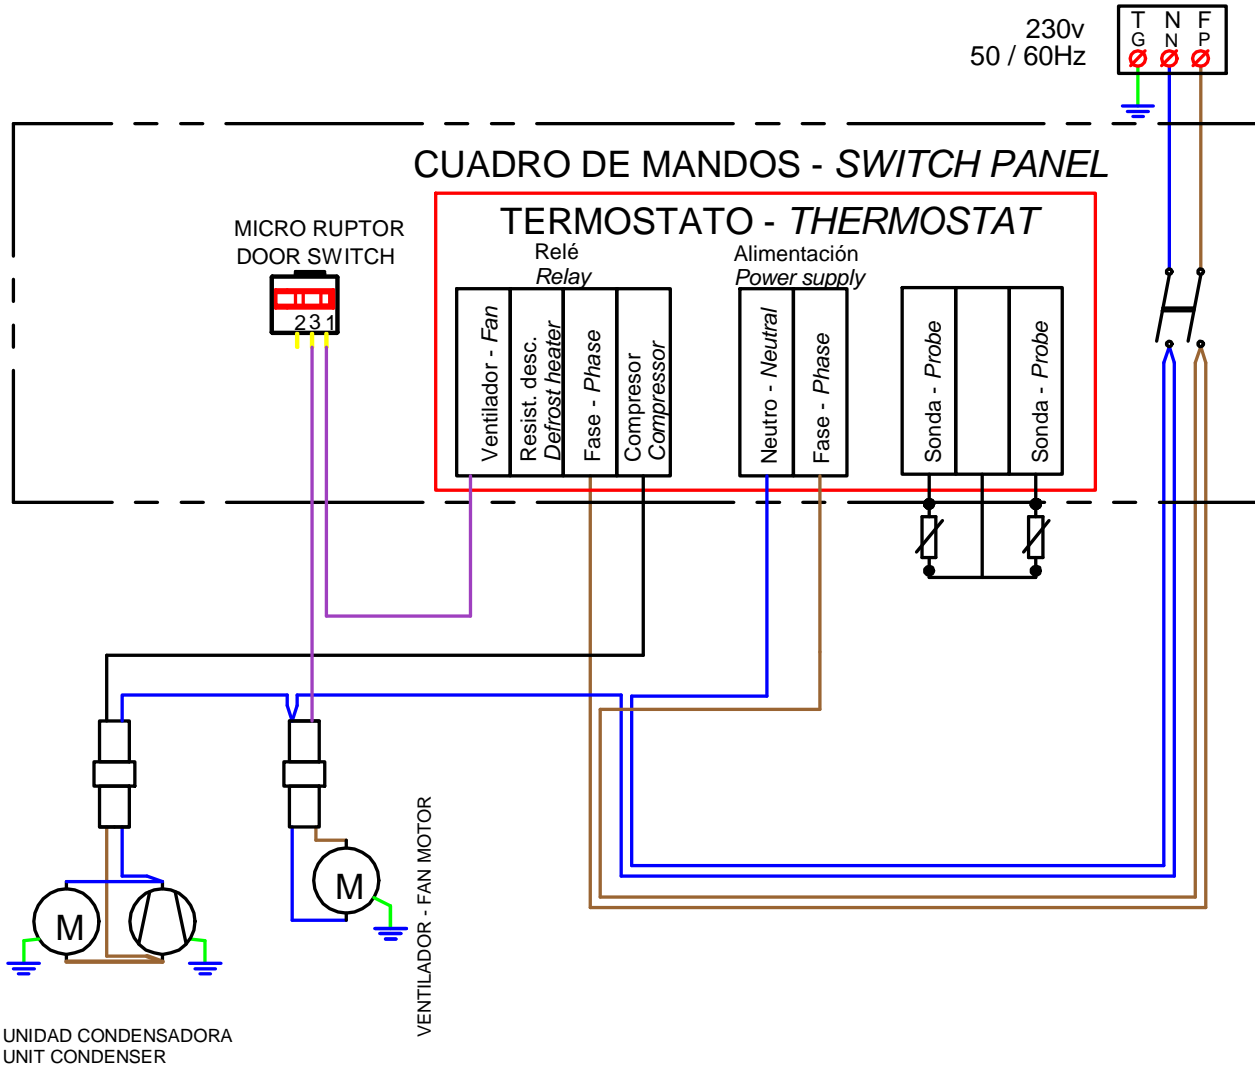 230v
50 / 60Hz
T N F
G N P
CUADRO DE MANDOS - SWITCH PANEL
TERMOSTATO - THERMOSTAT
MICRO RUPTOR
DOOR SWITCH
2 3 1
Relé
Relay
Alimentación
Power supply
Ventilador - Fan
Resist. desc.
Defrost heater
Fase - Phase
Compresor
Compressor
Neutro - Neutral
Fase - Phase
Sonda - Probe
Sonda - Probe
M
M
VENTILADOR - FAN MOTOR
UNIDAD CONDENSADORA
UNIT CONDENSER